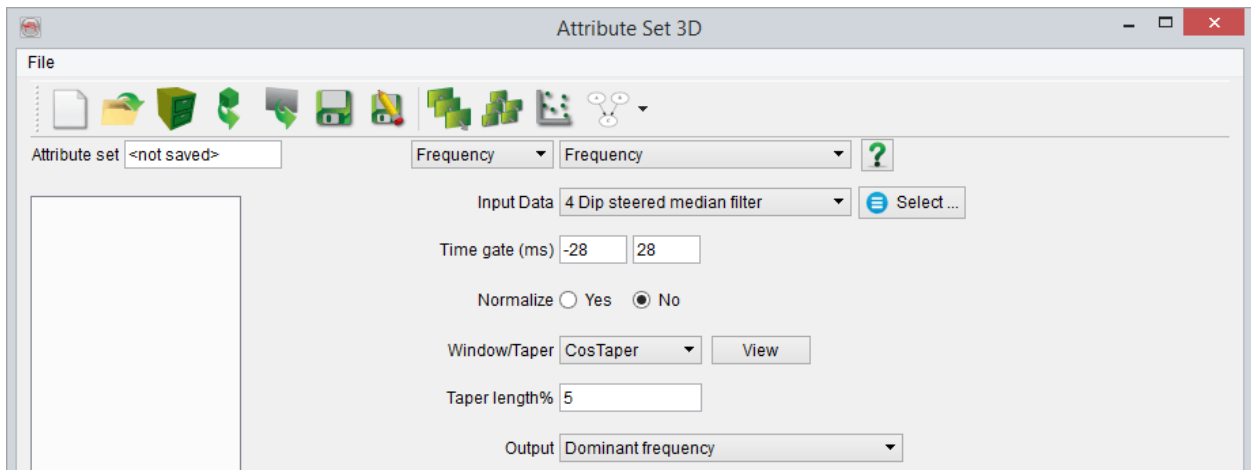 Attribute Set 3D
File
Attribute set <not saved> Frequency Frequency ?
Input Data 4 Dip steered median filter Select ...
Time gate (ms) -28 28
Normalize Yes No
Window/Taper CosTaper View
Taper length% 5
Output Dominant frequency